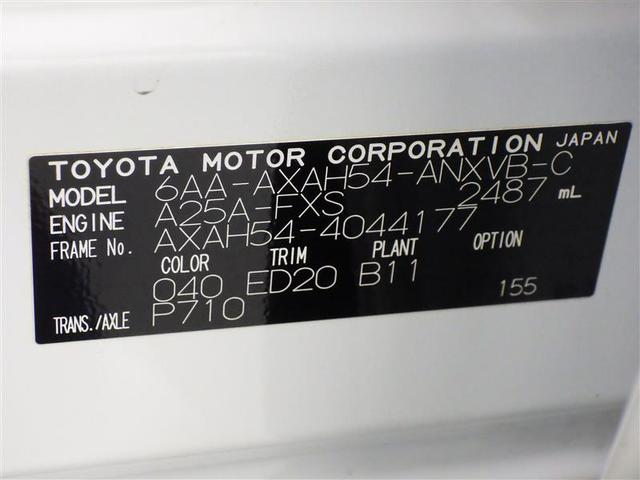 TOYOTA MOTOR CORPORATION JAPAN
MODEL 6AA-AXAH54-ANXVB-C
ENGINE A25A-FXS 2487 mL
FRAME No. AXAH54-4044177
COLOR TRIM PLANT OPTION
040 ED20 B11 155
TRANS./AXLE P710